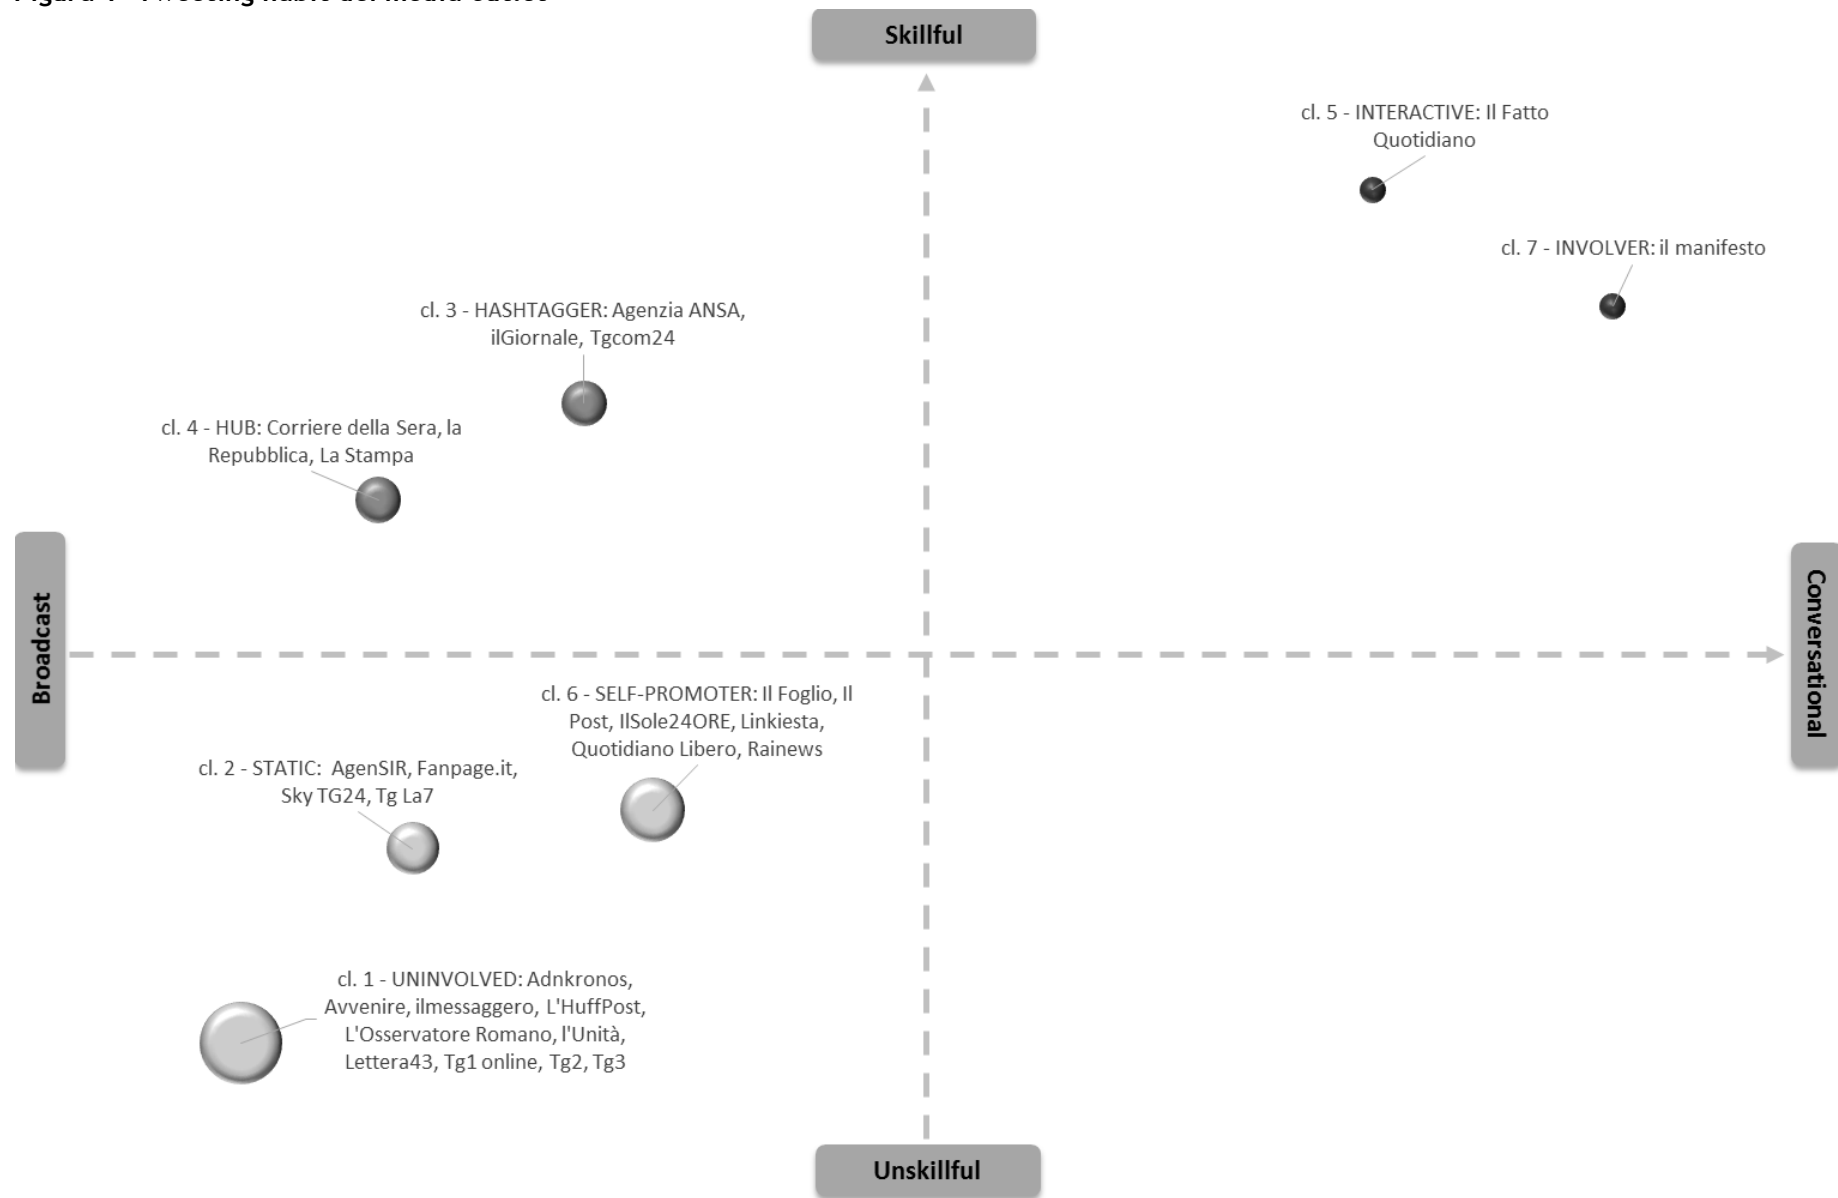 Skillful
cl. 5 - INTERACTIVE: Il Fatto
Quotidiano
cl. 7 - INVOLVER: il manifesto
cl. 3 - HASHTAGGER: Agenzia ANSA,
ilGiornale, Tgcom24
cl. 4 - HUB: Corriere della Sera, la
Repubblica, La Stampa
Broadcast
Conversational
cl. 6 - SELF-PROMOTER: Il Foglio, Il
Post, IlSole24ORE, Linkiesta,
Quotidiano Libero, Rainews
cl. 2 - STATIC: AgenSIR, Fanpage.it,
Sky TG24, Tg La7
cl. 1 - UNINVOLVED: Adnkronos,
Avvenire, ilmessaggero, L'HuffPost,
L'Osservatore Romano, l'Unità,
Lettera43, Tg1 online, Tg2, Tg3
Unskillful